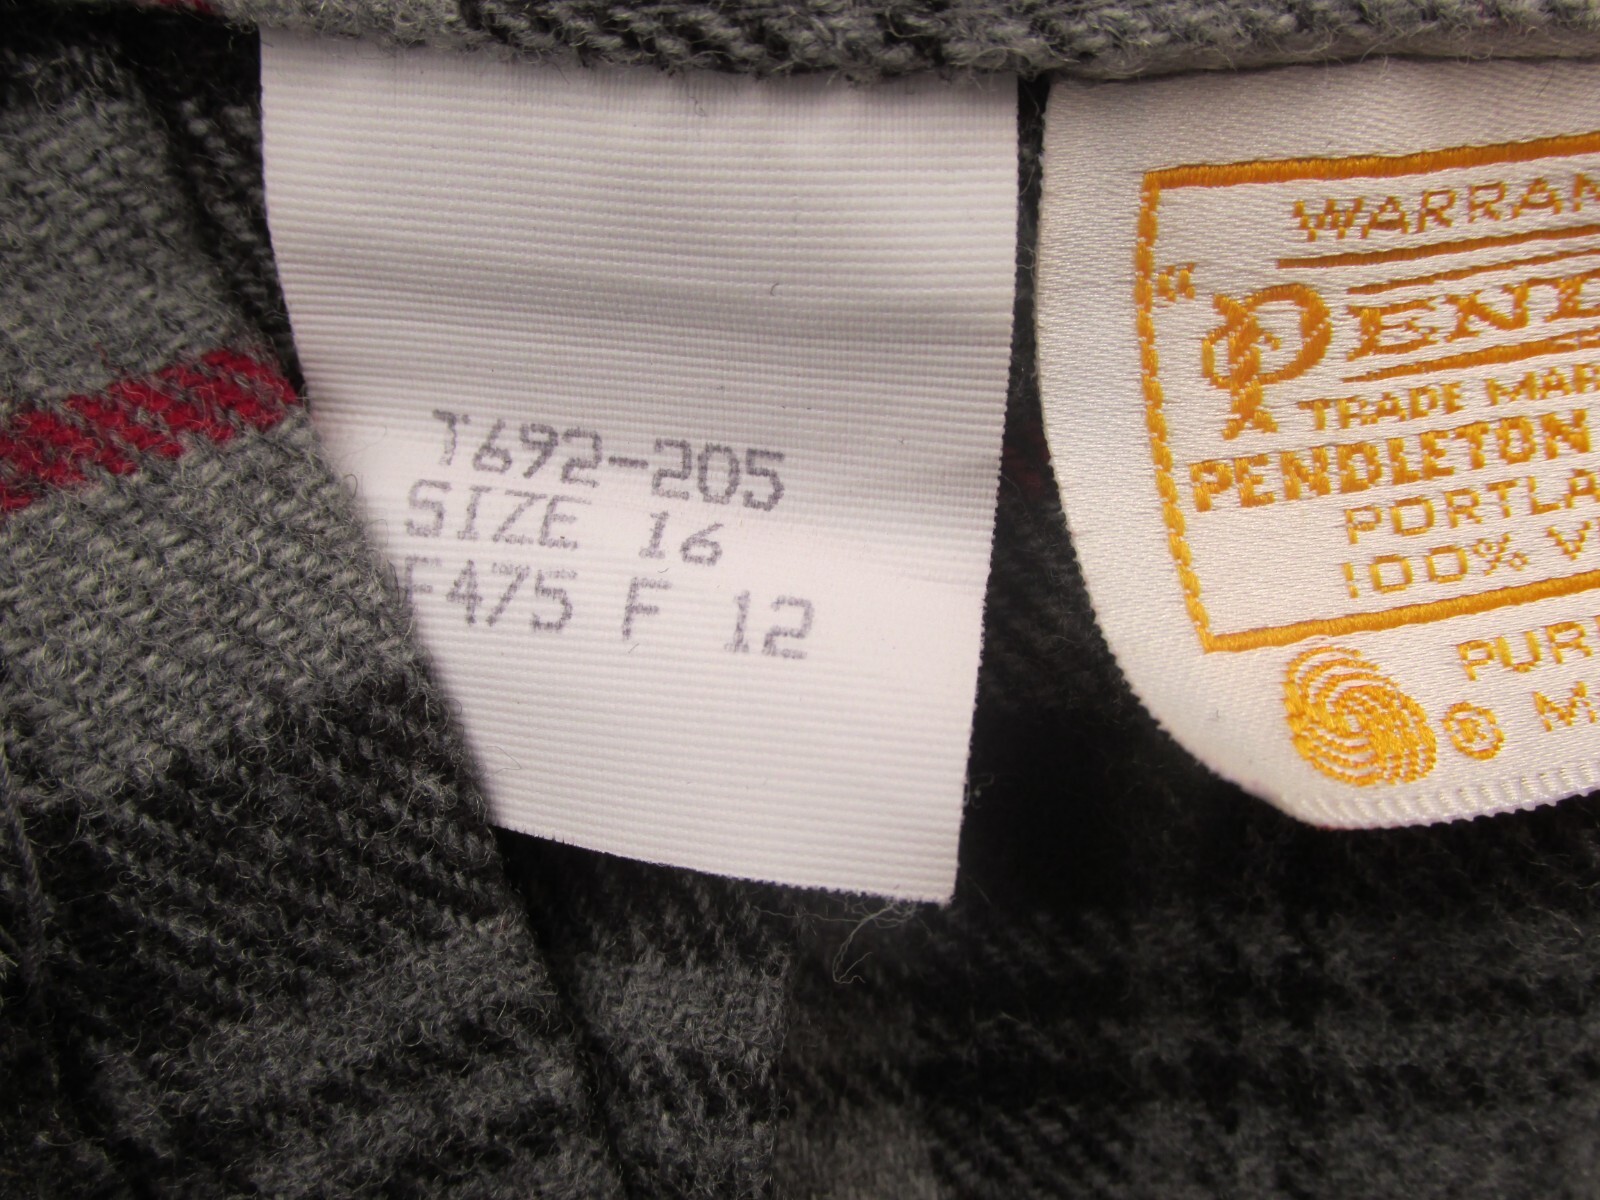 T692-205
SIZE 16
F475 F 12
WARRAN
"PEND
TRADE MAR
PENDLETON
PORTLA
100% V
PUR
® M